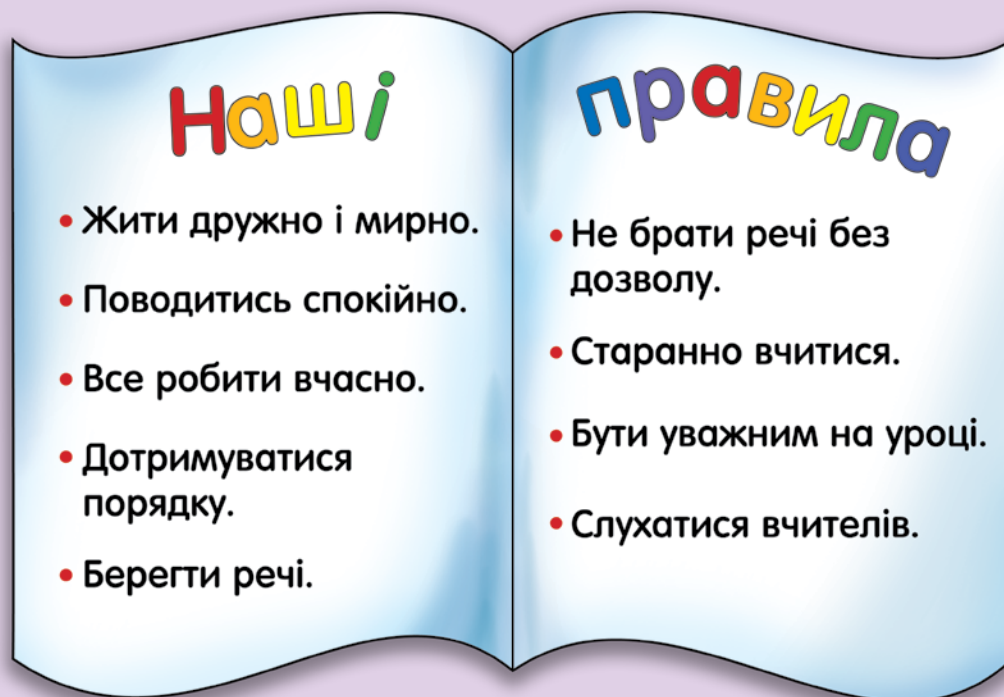 Наші
• Жити дружно і мирно.
• Поводитись спокійно.
• Все робити вчасно.
• Дотримуватися
порядку.
• Берегти речі.
правила
• Не брати речі без
дозволу.
• Старанно вчитися.
• Бути уважним на уроці.
• Слухатися вчителів.